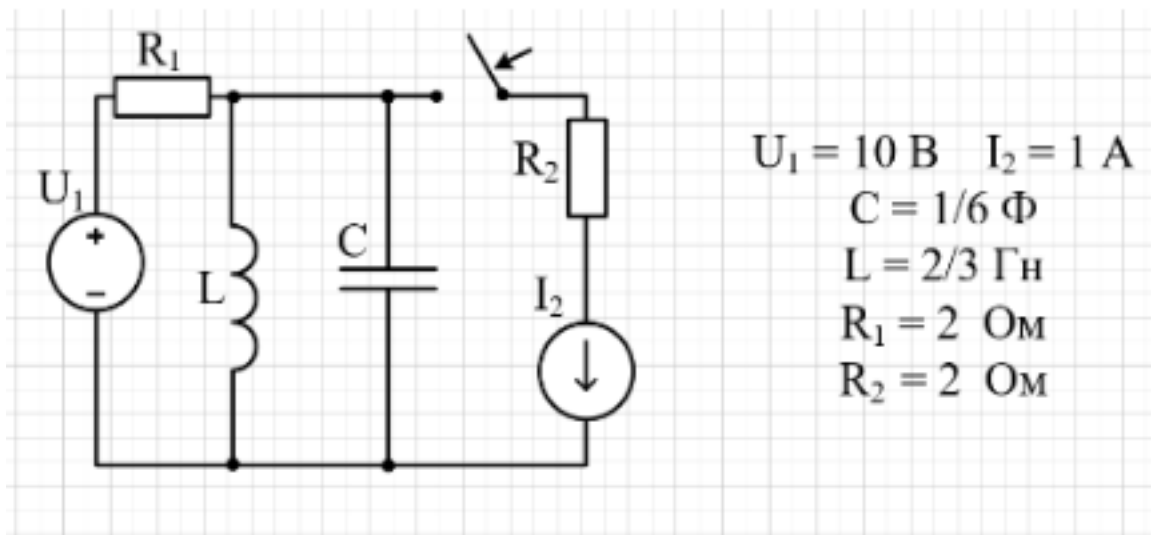 R₁
U₁
+
−
L
C
R₂
I₂
U₁ = 10 В I₂ = 1 А
C = 1/6 Ф
L = 2/3 Гн
R₁ = 2 Ом
R₂ = 2 Ом